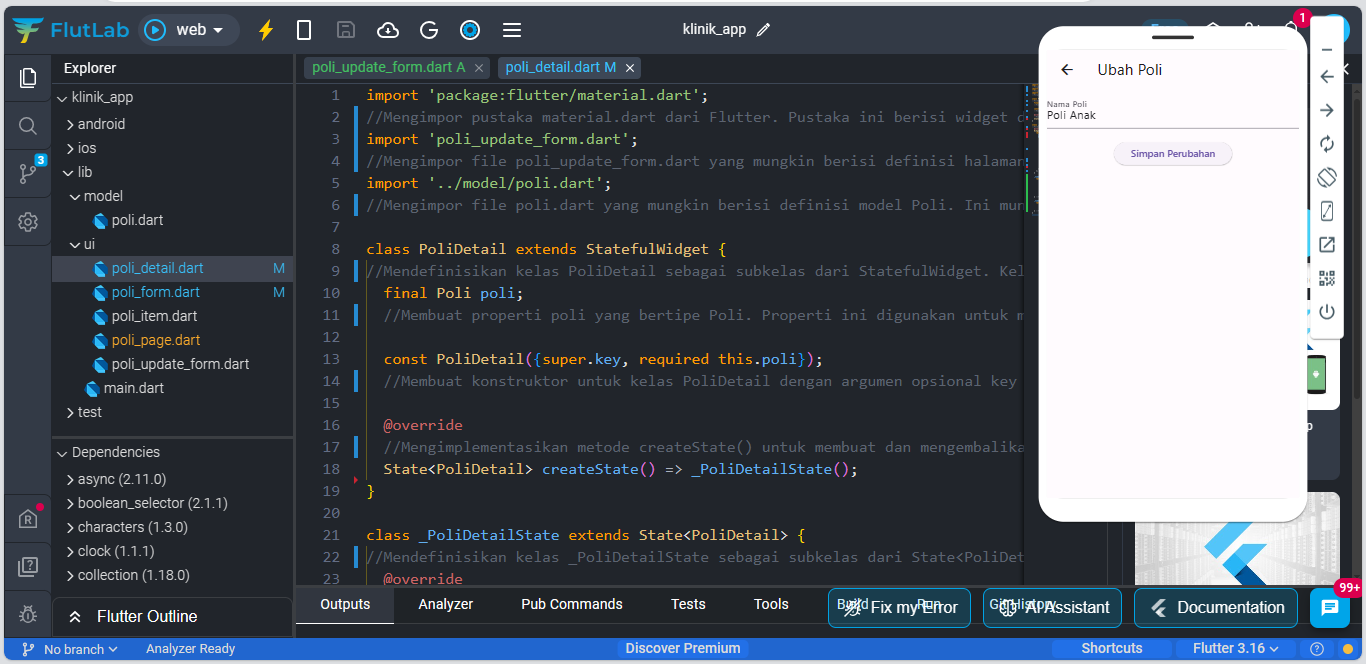 FlutLab
web
klinik_app
1
Explorer
klinik_app
android
ios
lib
model
poli.dart
ui
poli_detail.dart M
poli_form.dart M
poli_item.dart
poli_page.dart
poli_update_form.dart
main.dart
test
3
Dependencies
async (2.11.0)
boolean_selector (2.1.1)
characters (1.3.0)
clock (1.1.1)
collection (1.18.0)
Flutter Outline
poli_update_form.dart A
poli_detail.dart M
1 import 'package:flutter/material.dart';
2 //Mengimpor pustaka material.dart dari Flutter. Pustaka ini berisi widget
3 import 'poli_update_form.dart';
4 //Mengimpor file poli_update_form.dart yang mungkin berisi definisi halaman
5 import '../model/poli.dart';
6 //Mengimpor file poli.dart yang mungkin berisi definisi model Poli. Ini
7
8 class PoliDetail extends StatefulWidget {
9 //Mendefinisikan kelas PoliDetail sebagai subkelas dari StatefulWidget.
10 final Poli poli;
11 //Membuat properti poli yang bertipe Poli. Properti ini digunakan untuk
12
13 const PoliDetail({super.key, required this.poli});
14 //Membuat konstruktor untuk kelas PoliDetail dengan argumen opsional key
15
16 @override
17 //Mengimplementasikan metode createState() untuk membuat dan mengembalika
18 State<PoliDetail> createState() => _PoliDetailState();
19 }
20
21 class _PoliDetailState extends State<PoliDetail> {
22 //Mendefinisikan kelas _PoliDetailState sebagai subkelas dari State<PoliDet
23 @override
Ubah Poli
Nama Poli
Poli Anak
Simpan Perubahan
Outputs
Analyzer
Pub Commands
Tests
Tools
Build
Run
Fix my Error
Git History
AI Assistant
Documentation
99+
No branch
Analyzer Ready
Discover Premium
Shortcuts
Flutter 3.16